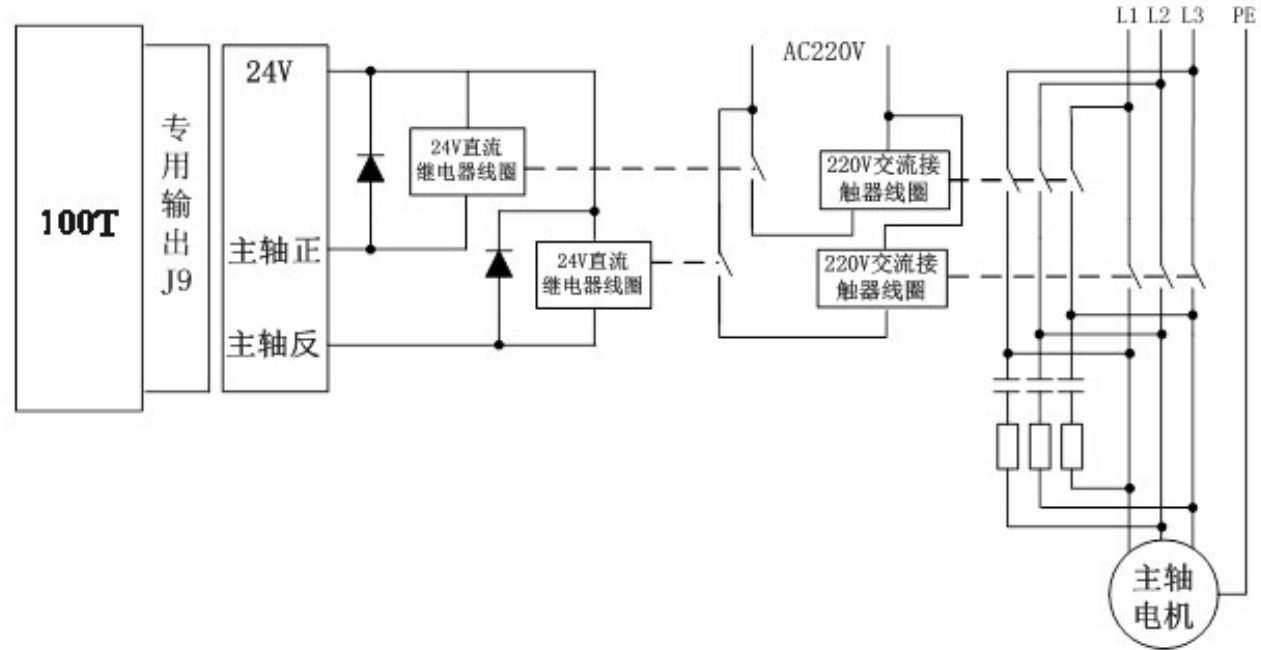 100T
专用输出J9
24V
主轴正
主轴反
24V直流
继电器线圈
24V直流
继电器线圈
AC220V
220V交流接
触器线圈
220V交流接
触器线圈
L1 L2 L3 PE
主轴
电机